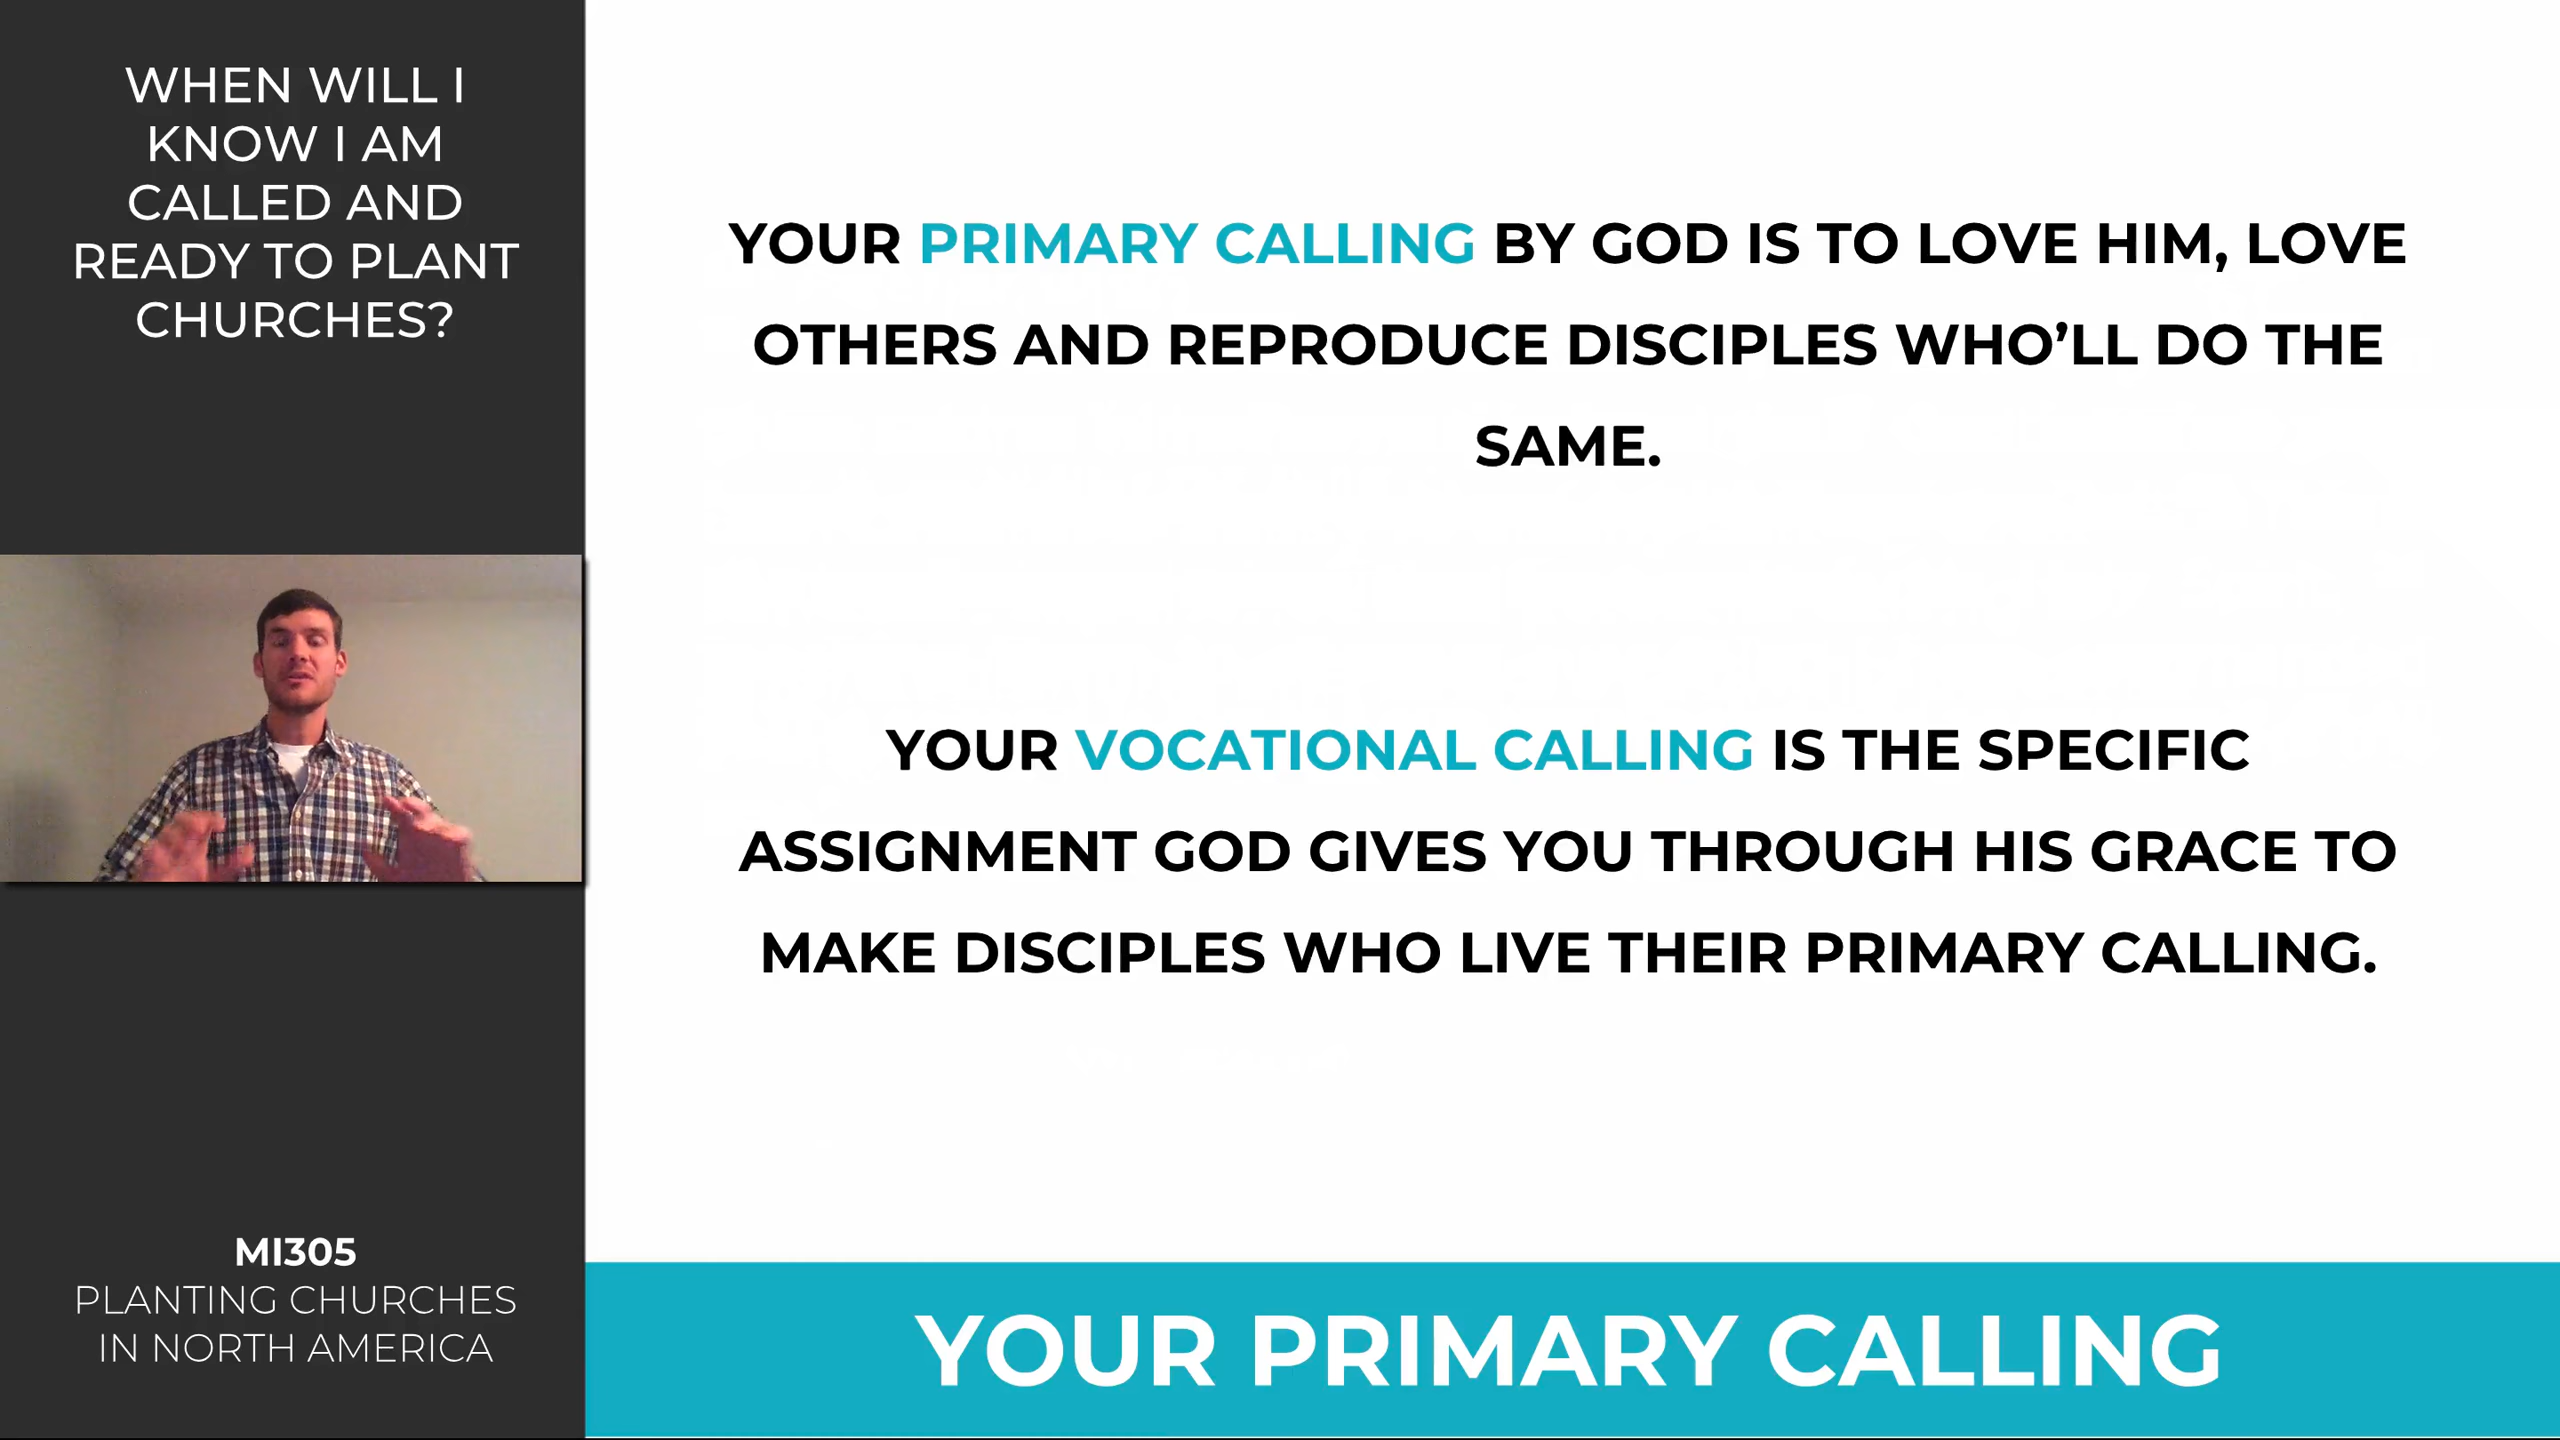 WHEN WILL I
KNOW I AM
CALLED AND
READY TO PLANT
CHURCHES?
MI305
PLANTING CHURCHES
IN NORTH AMERICA
YOUR PRIMARY CALLING BY GOD IS TO LOVE HIM, LOVE
OTHERS AND REPRODUCE DISCIPLES WHO’LL DO THE
SAME.
YOUR VOCATIONAL CALLING IS THE SPECIFIC
ASSIGNMENT GOD GIVES YOU THROUGH HIS GRACE TO
MAKE DISCIPLES WHO LIVE THEIR PRIMARY CALLING.
YOUR PRIMARY CALLING